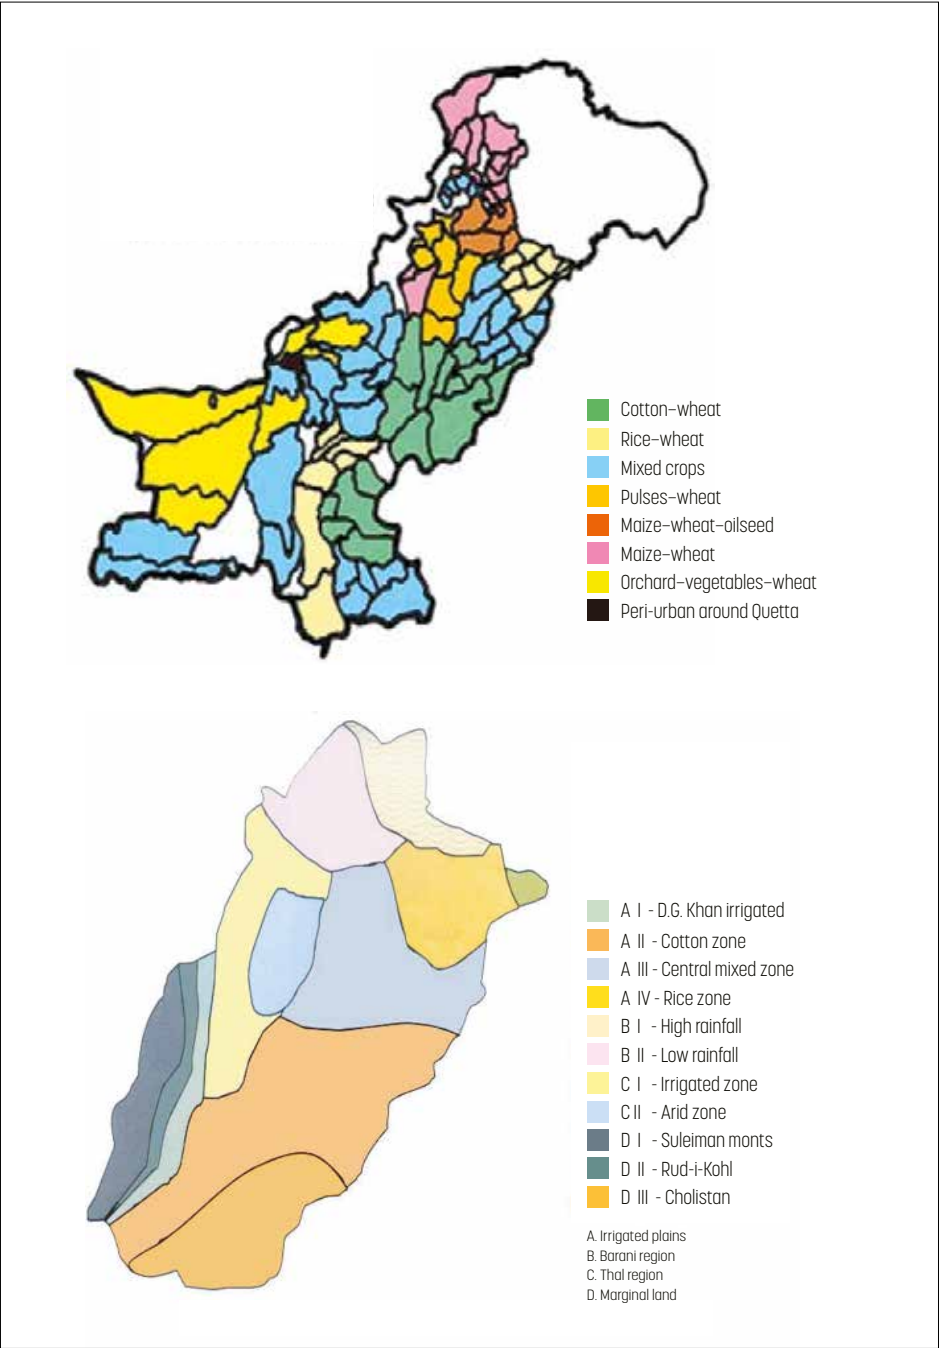 Cotton–wheat
Rice–wheat
Mixed crops
Pulses–wheat
Maize–wheat–oilseed
Maize–wheat
Orchard–vegetables–wheat
Peri-urban around Quetta
A I - D.G. Khan irrigated
A II - Cotton zone
A III - Central mixed zone
A IV - Rice zone
B I - High rainfall
B II - Low rainfall
C I - Irrigated zone
C II - Arid zone
D I - Suleiman monts
D II - Rud-i-Kohl
D III - Cholistan
A. Irrigated plains
B. Barani region
C. Thal region
D. Marginal land